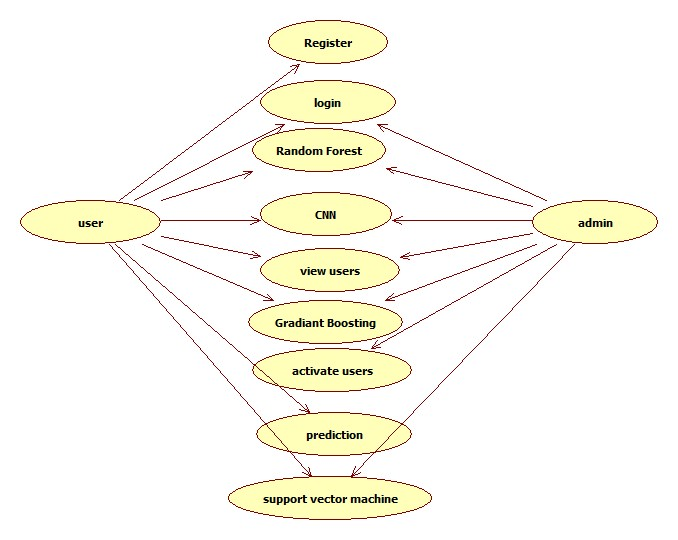 Register
login
Random Forest
user
CNN
admin
view users
Gradiant Boosting
activate users
prediction
support vector machine